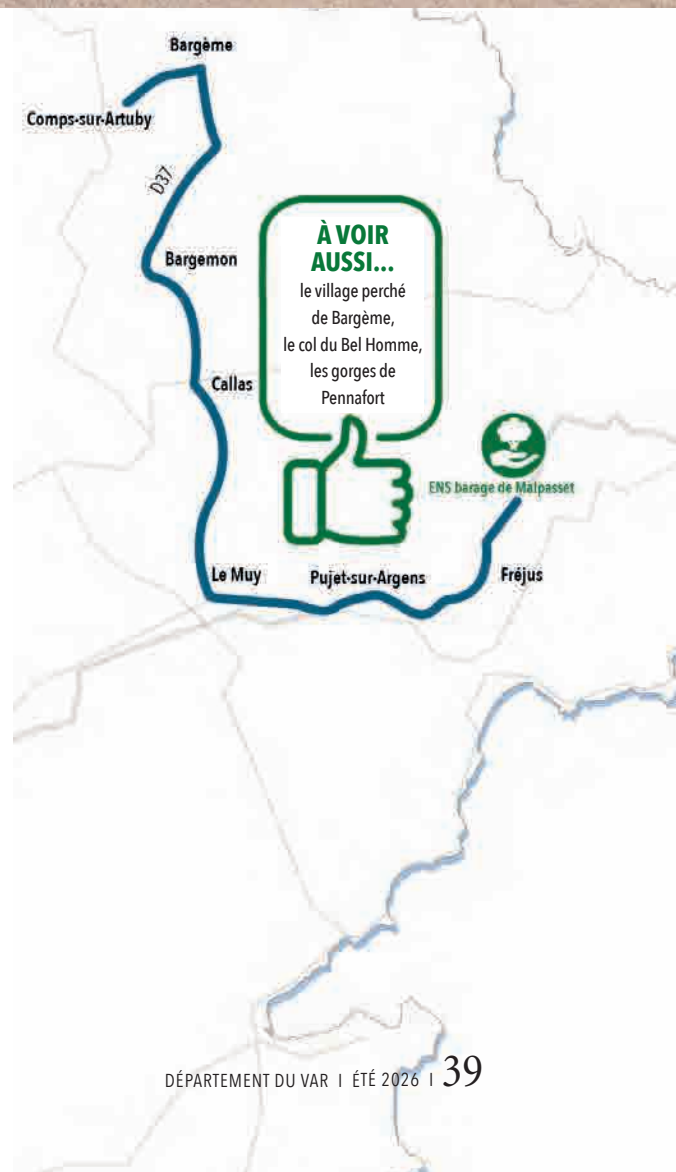 Bargème
Comps-sur-Artuby
D37
Bargemon
À VOIR
AUSSI...
le village perché
de Bargème,
le col du Bel Homme,
les gorges de
Pennafort
Callas
ENS barage de Malpasset
Le Muy
Pujet-sur-Argens
Fréjus
DÉPARTEMENT DU VAR I ÉTÉ 2026 I 39